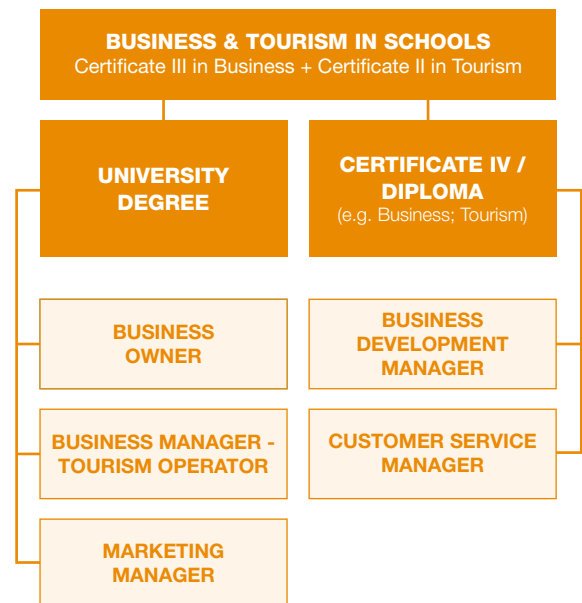 BUSINESS & TOURISM IN SCHOOLS
Certificate III in Business + Certificate II in Tourism
UNIVERSITY
DEGREE
CERTIFICATE IV /
DIPLOMA
(e.g. Business; Tourism)
BUSINESS
OWNER
BUSINESS MANAGER -
TOURISM OPERATOR
MARKETING
MANAGER
BUSINESS
DEVELOPMENT
MANAGER
CUSTOMER SERVICE
MANAGER